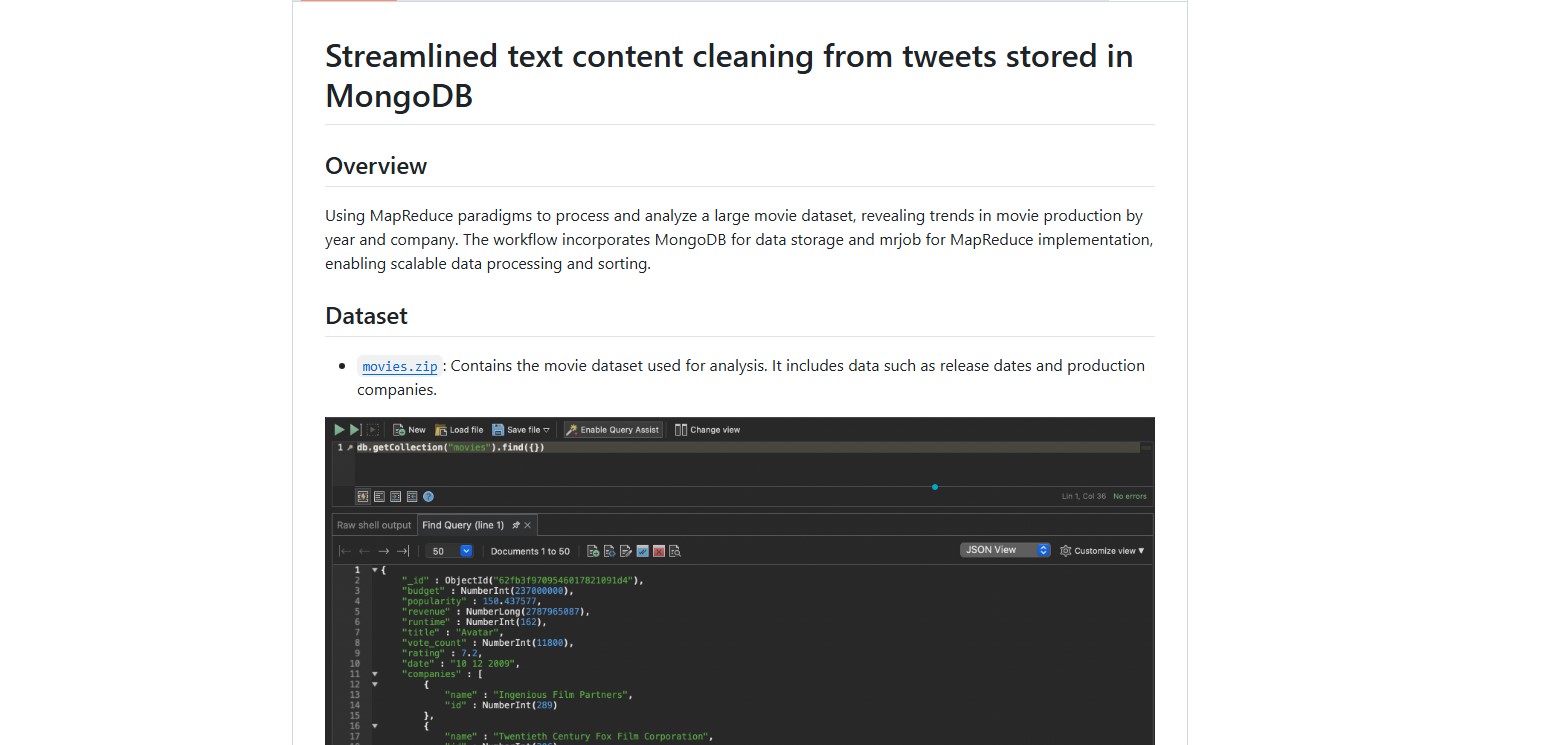 Streamlined text content cleaning from tweets stored in
MongoDB
Overview
Using MapReduce paradigms to process and analyze a large movie dataset, revealing trends in movie production by
year and company. The workflow incorporates MongoDB for data storage and mrjob for MapReduce implementation,
enabling scalable data processing and sorting.
Dataset
movies.zip: Contains the movie dataset used for analysis. It includes data such as release dates and production
companies.
New Load file Save file Enable Query Assist Change view
1 db.getCollection("movies").find({})
Lin 1, Col 36 No errors
Raw shell output Find Query (line 1)
50 Documents 1 to 50 JSON View Customize view
1 {
2 "_id" : ObjectId("62fb3f9709546017821091d4"),
3 "budget" : NumberInt(237000000),
4 "popularity" : 150.437577,
5 "revenue" : NumberLong(2787965087),
6 "runtime" : NumberInt(162),
7 "title" : "Avatar",
8 "vote_count" : NumberInt(11800),
9 "rating" : 7.2,
10 "date" : "10 12 2009",
11 "companies" : [
12 {
13 "name" : "Ingenious Film Partners",
14 "id" : NumberInt(289)
15 },
16 {
17 "name" : "Twentieth Century Fox Film Corporation",